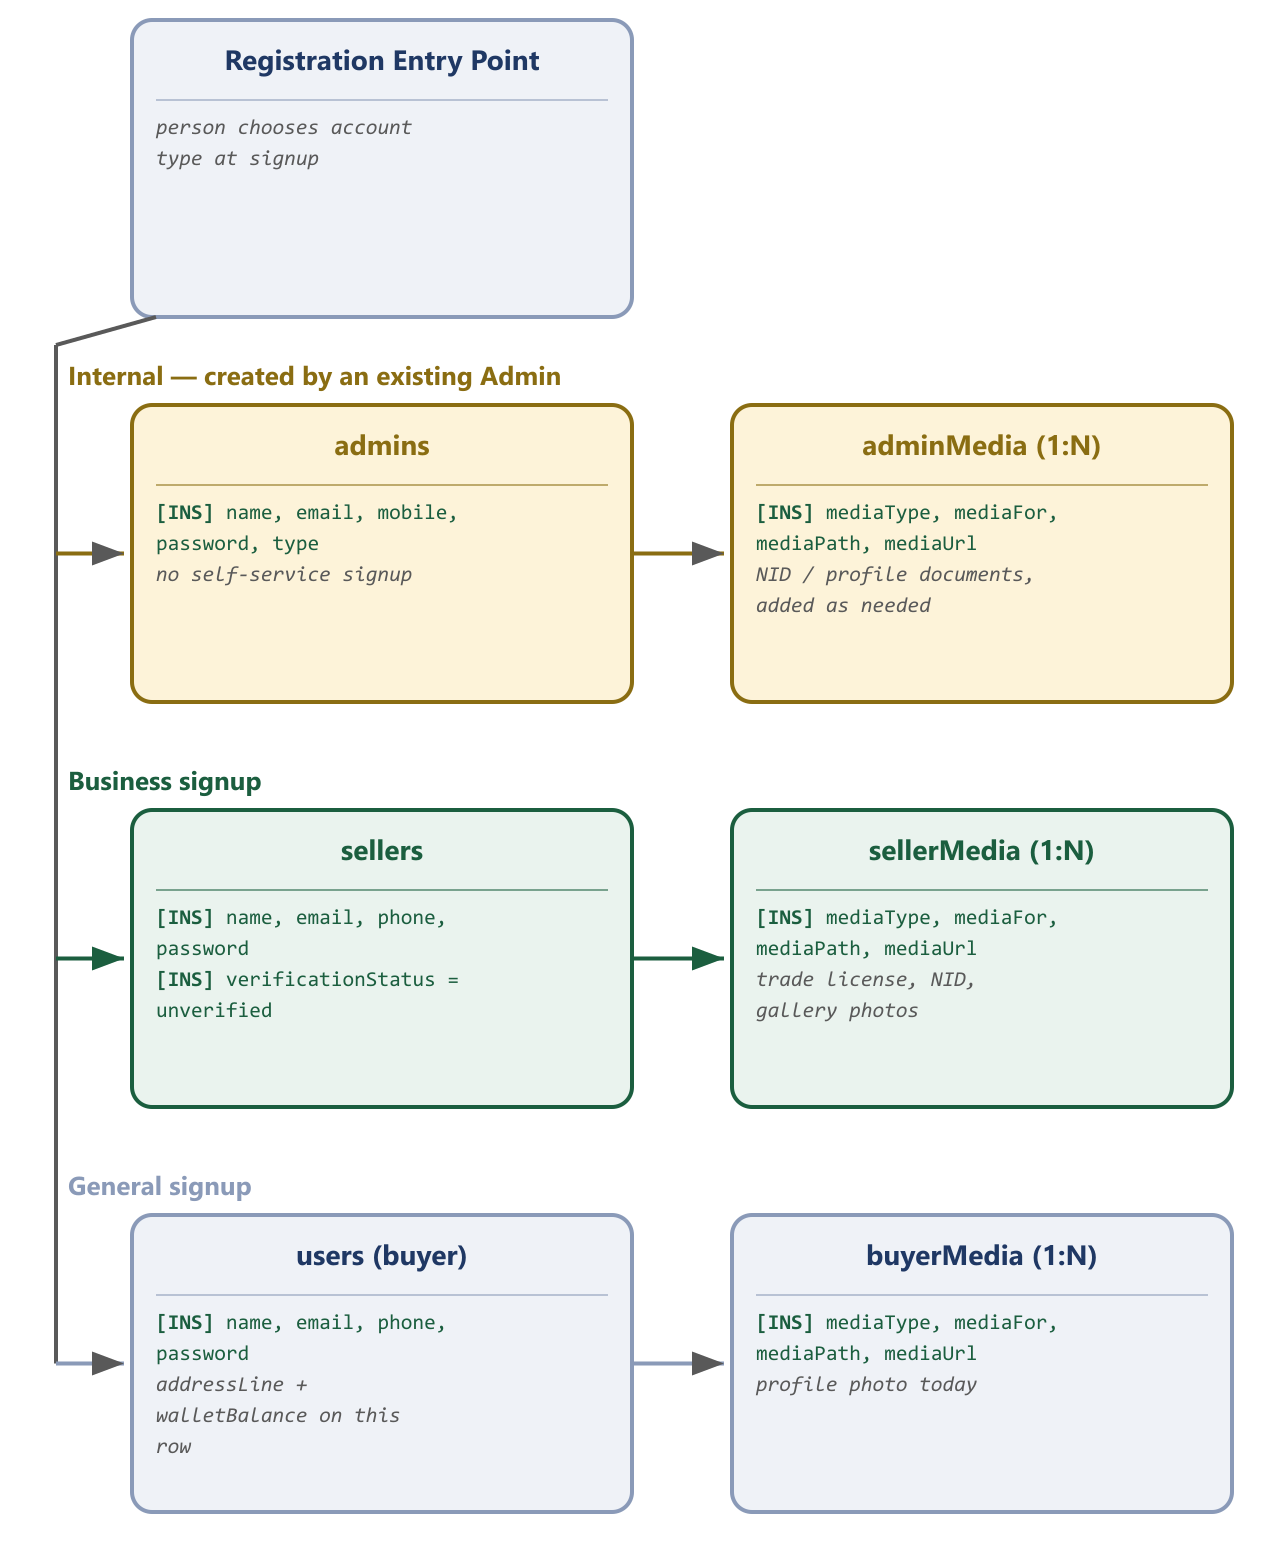 Registration Entry Point
person chooses account
type at signup
Internal — created by an existing Admin
admins
[INS] name, email, mobile,
password, type
no self-service signup
adminMedia (1:N)
[INS] mediaType, mediaFor,
mediaPath, mediaUrl
NID / profile documents,
added as needed
Business signup
sellers
[INS] name, email, phone,
password
[INS] verificationStatus =
unverified
sellerMedia (1:N)
[INS] mediaType, mediaFor,
mediaPath, mediaUrl
trade license, NID,
gallery photos
General signup
users (buyer)
[INS] name, email, phone,
password
addressLine +
walletBalance on this
row
buyerMedia (1:N)
[INS] mediaType, mediaFor,
mediaPath, mediaUrl
profile photo today